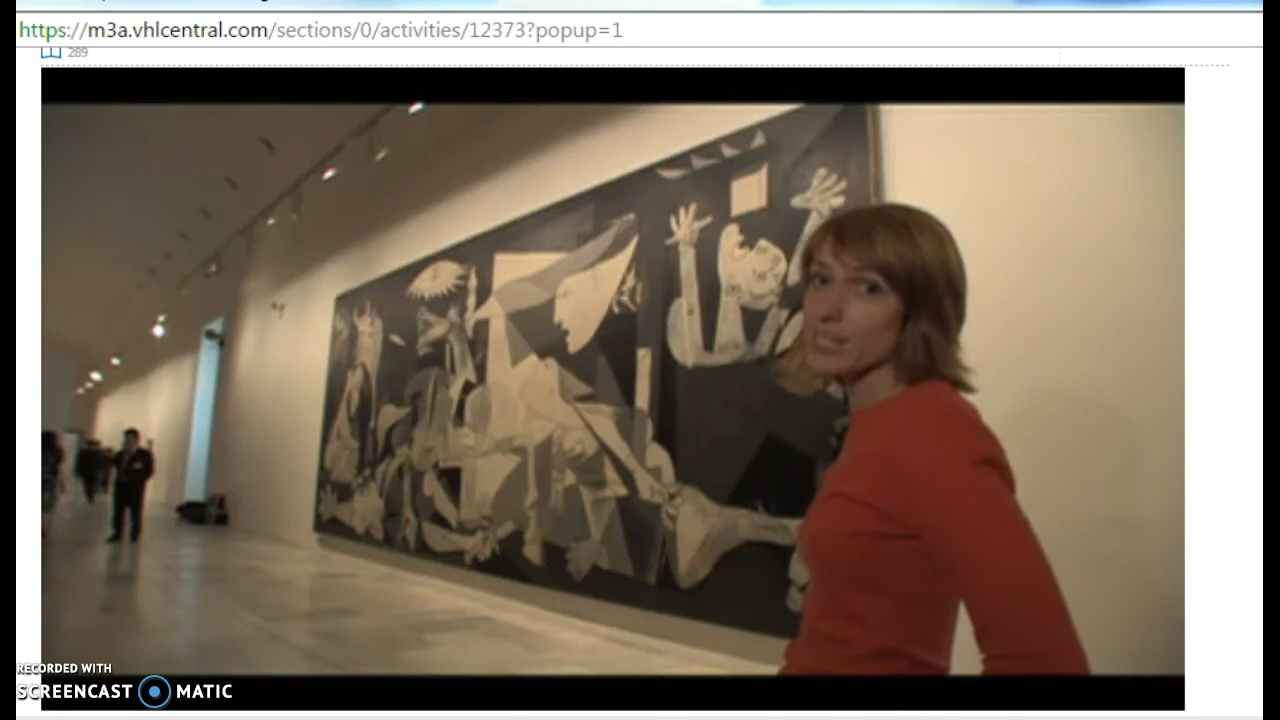 https://m3a.vhlcentral.com/sections/0/activities/12373?popup=1
289
RECORDED WITH
SCREENCAST MATIC